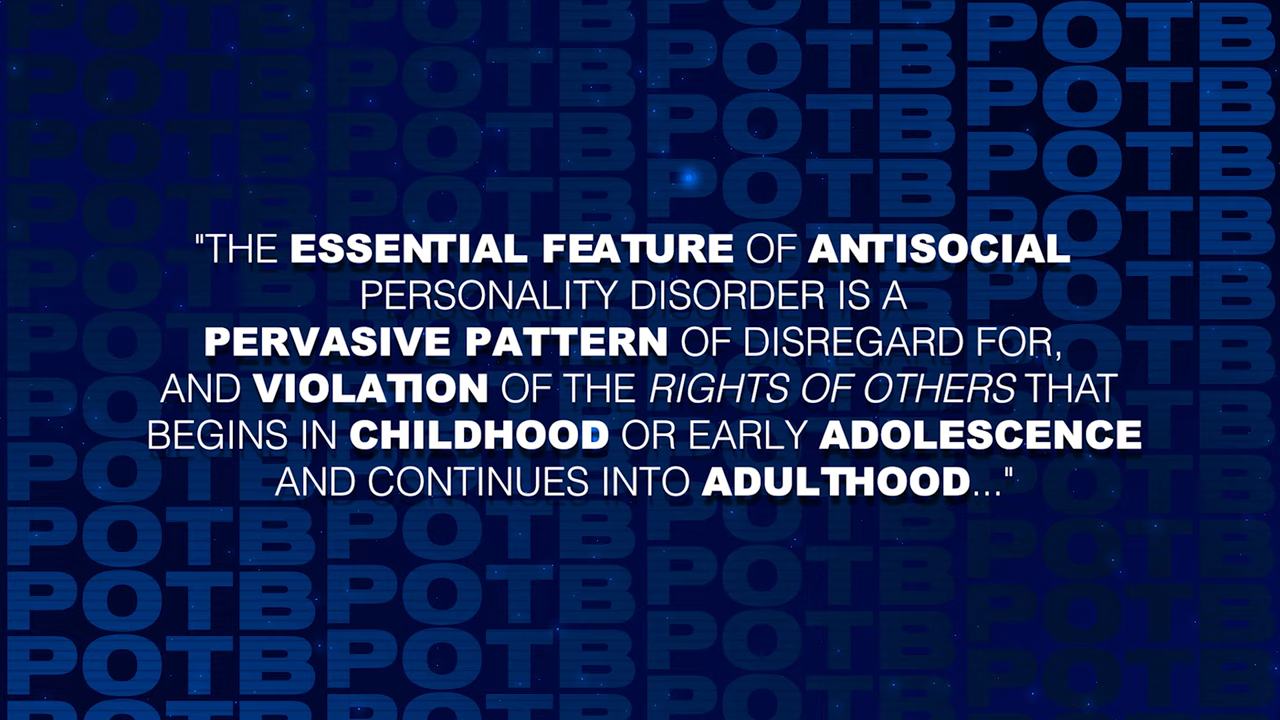 "THE ESSENTIAL FEATURE OF ANTISOCIAL
PERSONALITY DISORDER IS A
PERVASIVE PATTERN OF DISREGARD FOR,
AND VIOLATION OF THE RIGHTS OF OTHERS THAT
BEGINS IN CHILDHOOD OR EARLY ADOLESCENCE
AND CONTINUES INTO ADULTHOOD..."
POTB